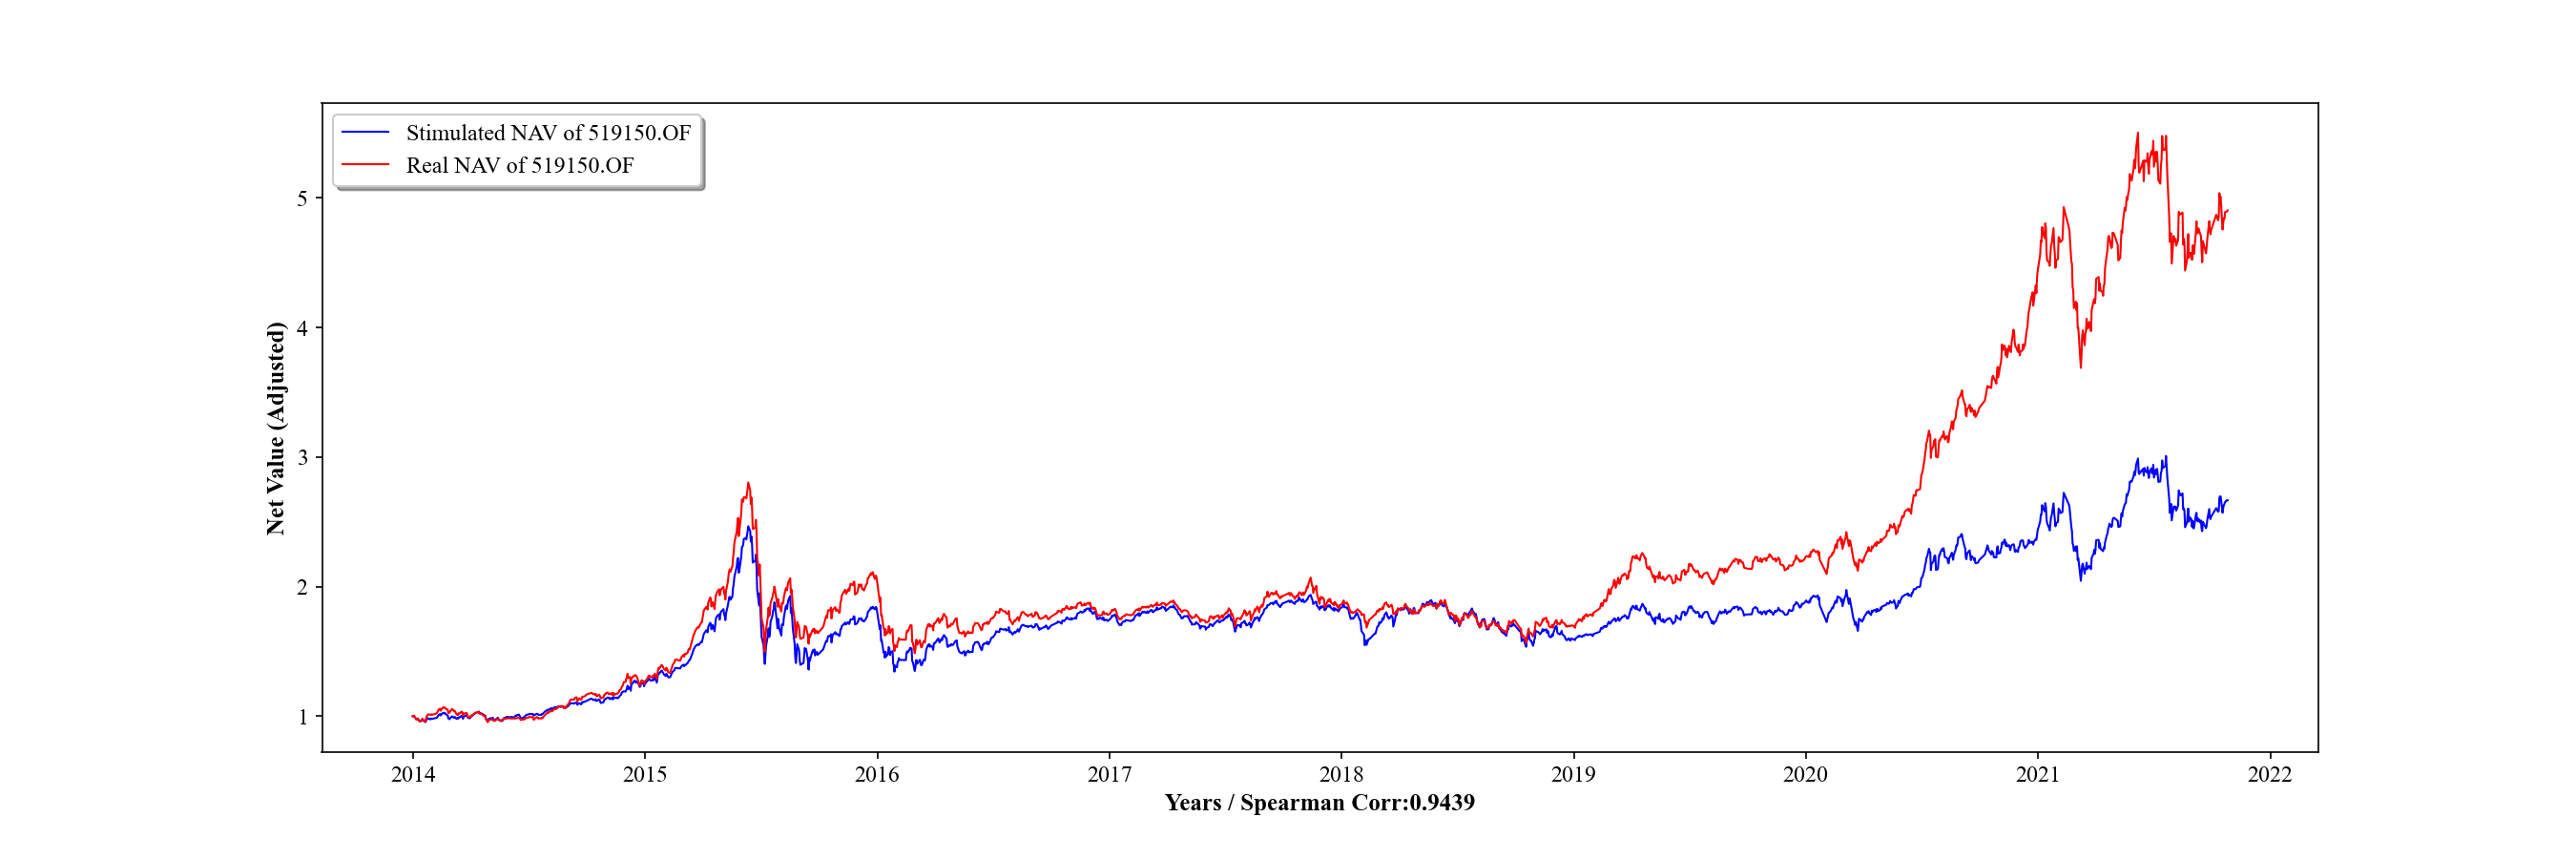 Stimulated NAV of 519150.OF
Real NAV of 519150.OF
Net Value (Adjusted)
5
4
3
2
1
2014 2015 2016 2017 2018 2019 2020 2021 2022
Years / Spearman Corr:0.9439